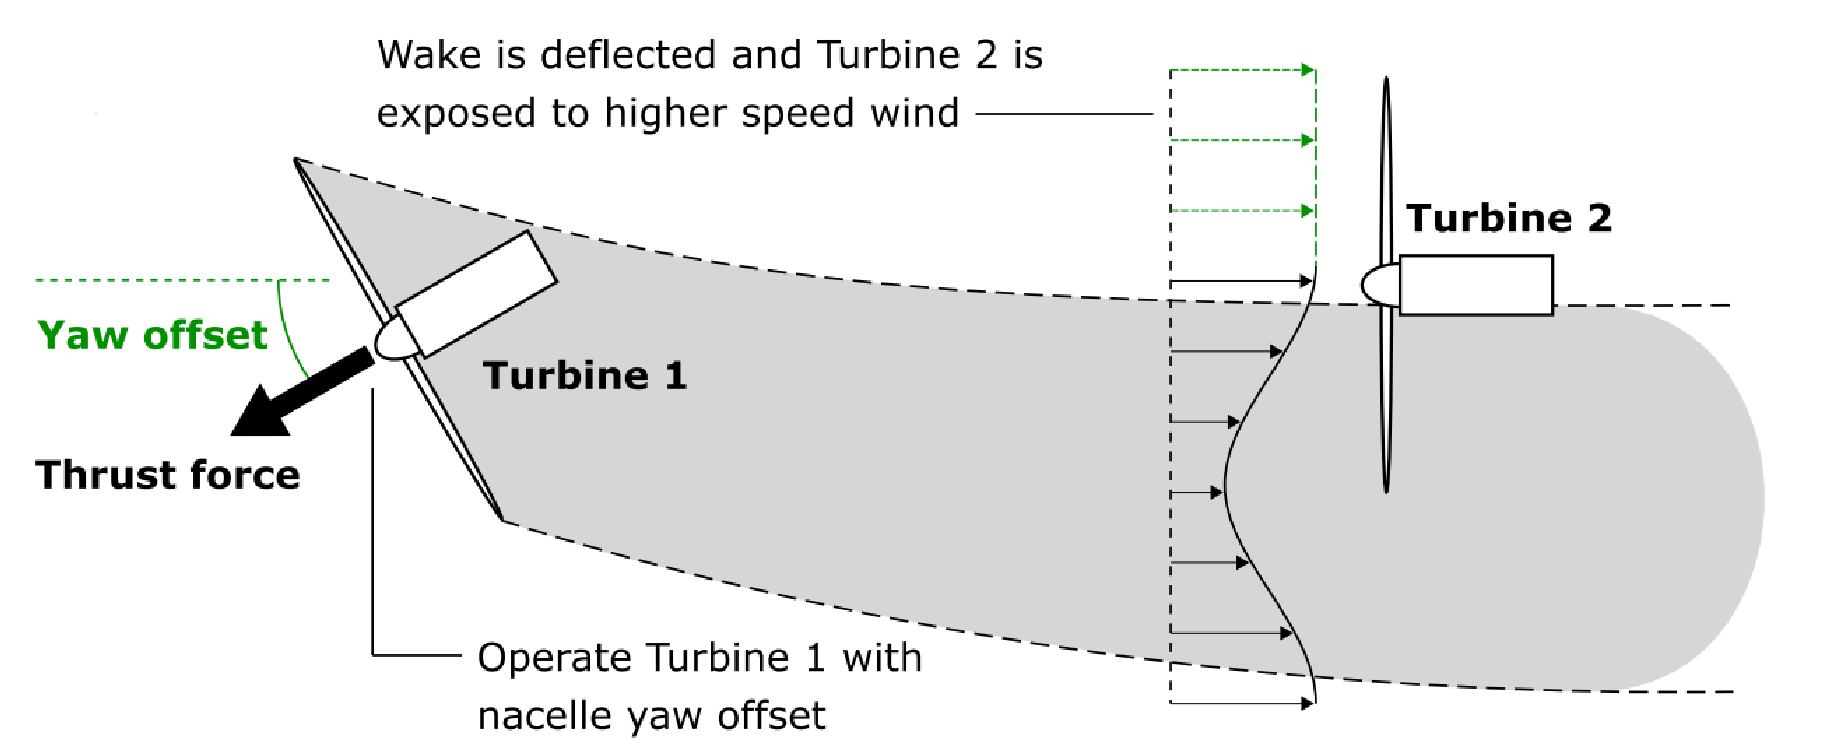 Wake is deflected and Turbine 2 is
exposed to higher speed wind
Turbine 2
Yaw offset
Turbine 1
Thrust force
Operate Turbine 1 with
nacelle yaw offset